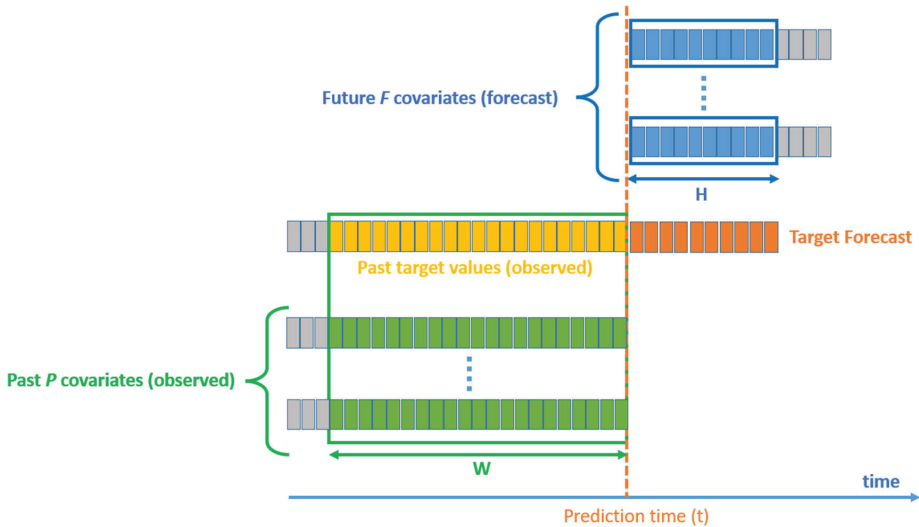 Future F covariates (forecast)
H
Target Forecast
Past target values (observed)
Past P covariates (observed)
W
time
Prediction time (t)